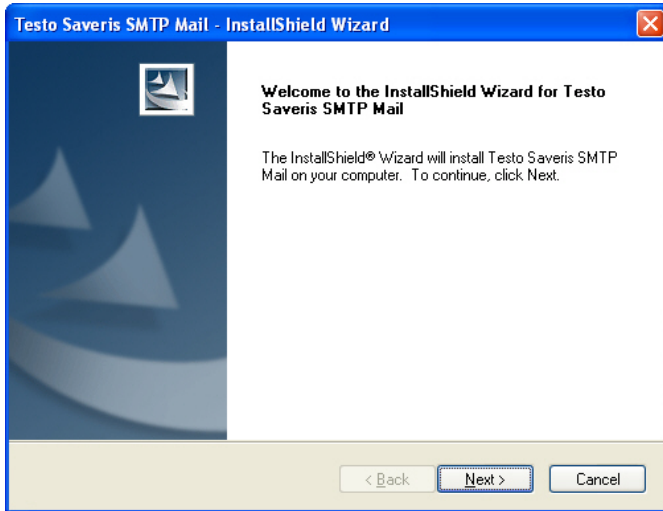 Testo Saveris SMTP Mail - InstallShield Wizard
Welcome to the InstallShield Wizard for Testo
Saveris SMTP Mail
The InstallShield® Wizard will install Testo Saveris SMTP
Mail on your computer. To continue, click Next.
< Back
Next >
Cancel